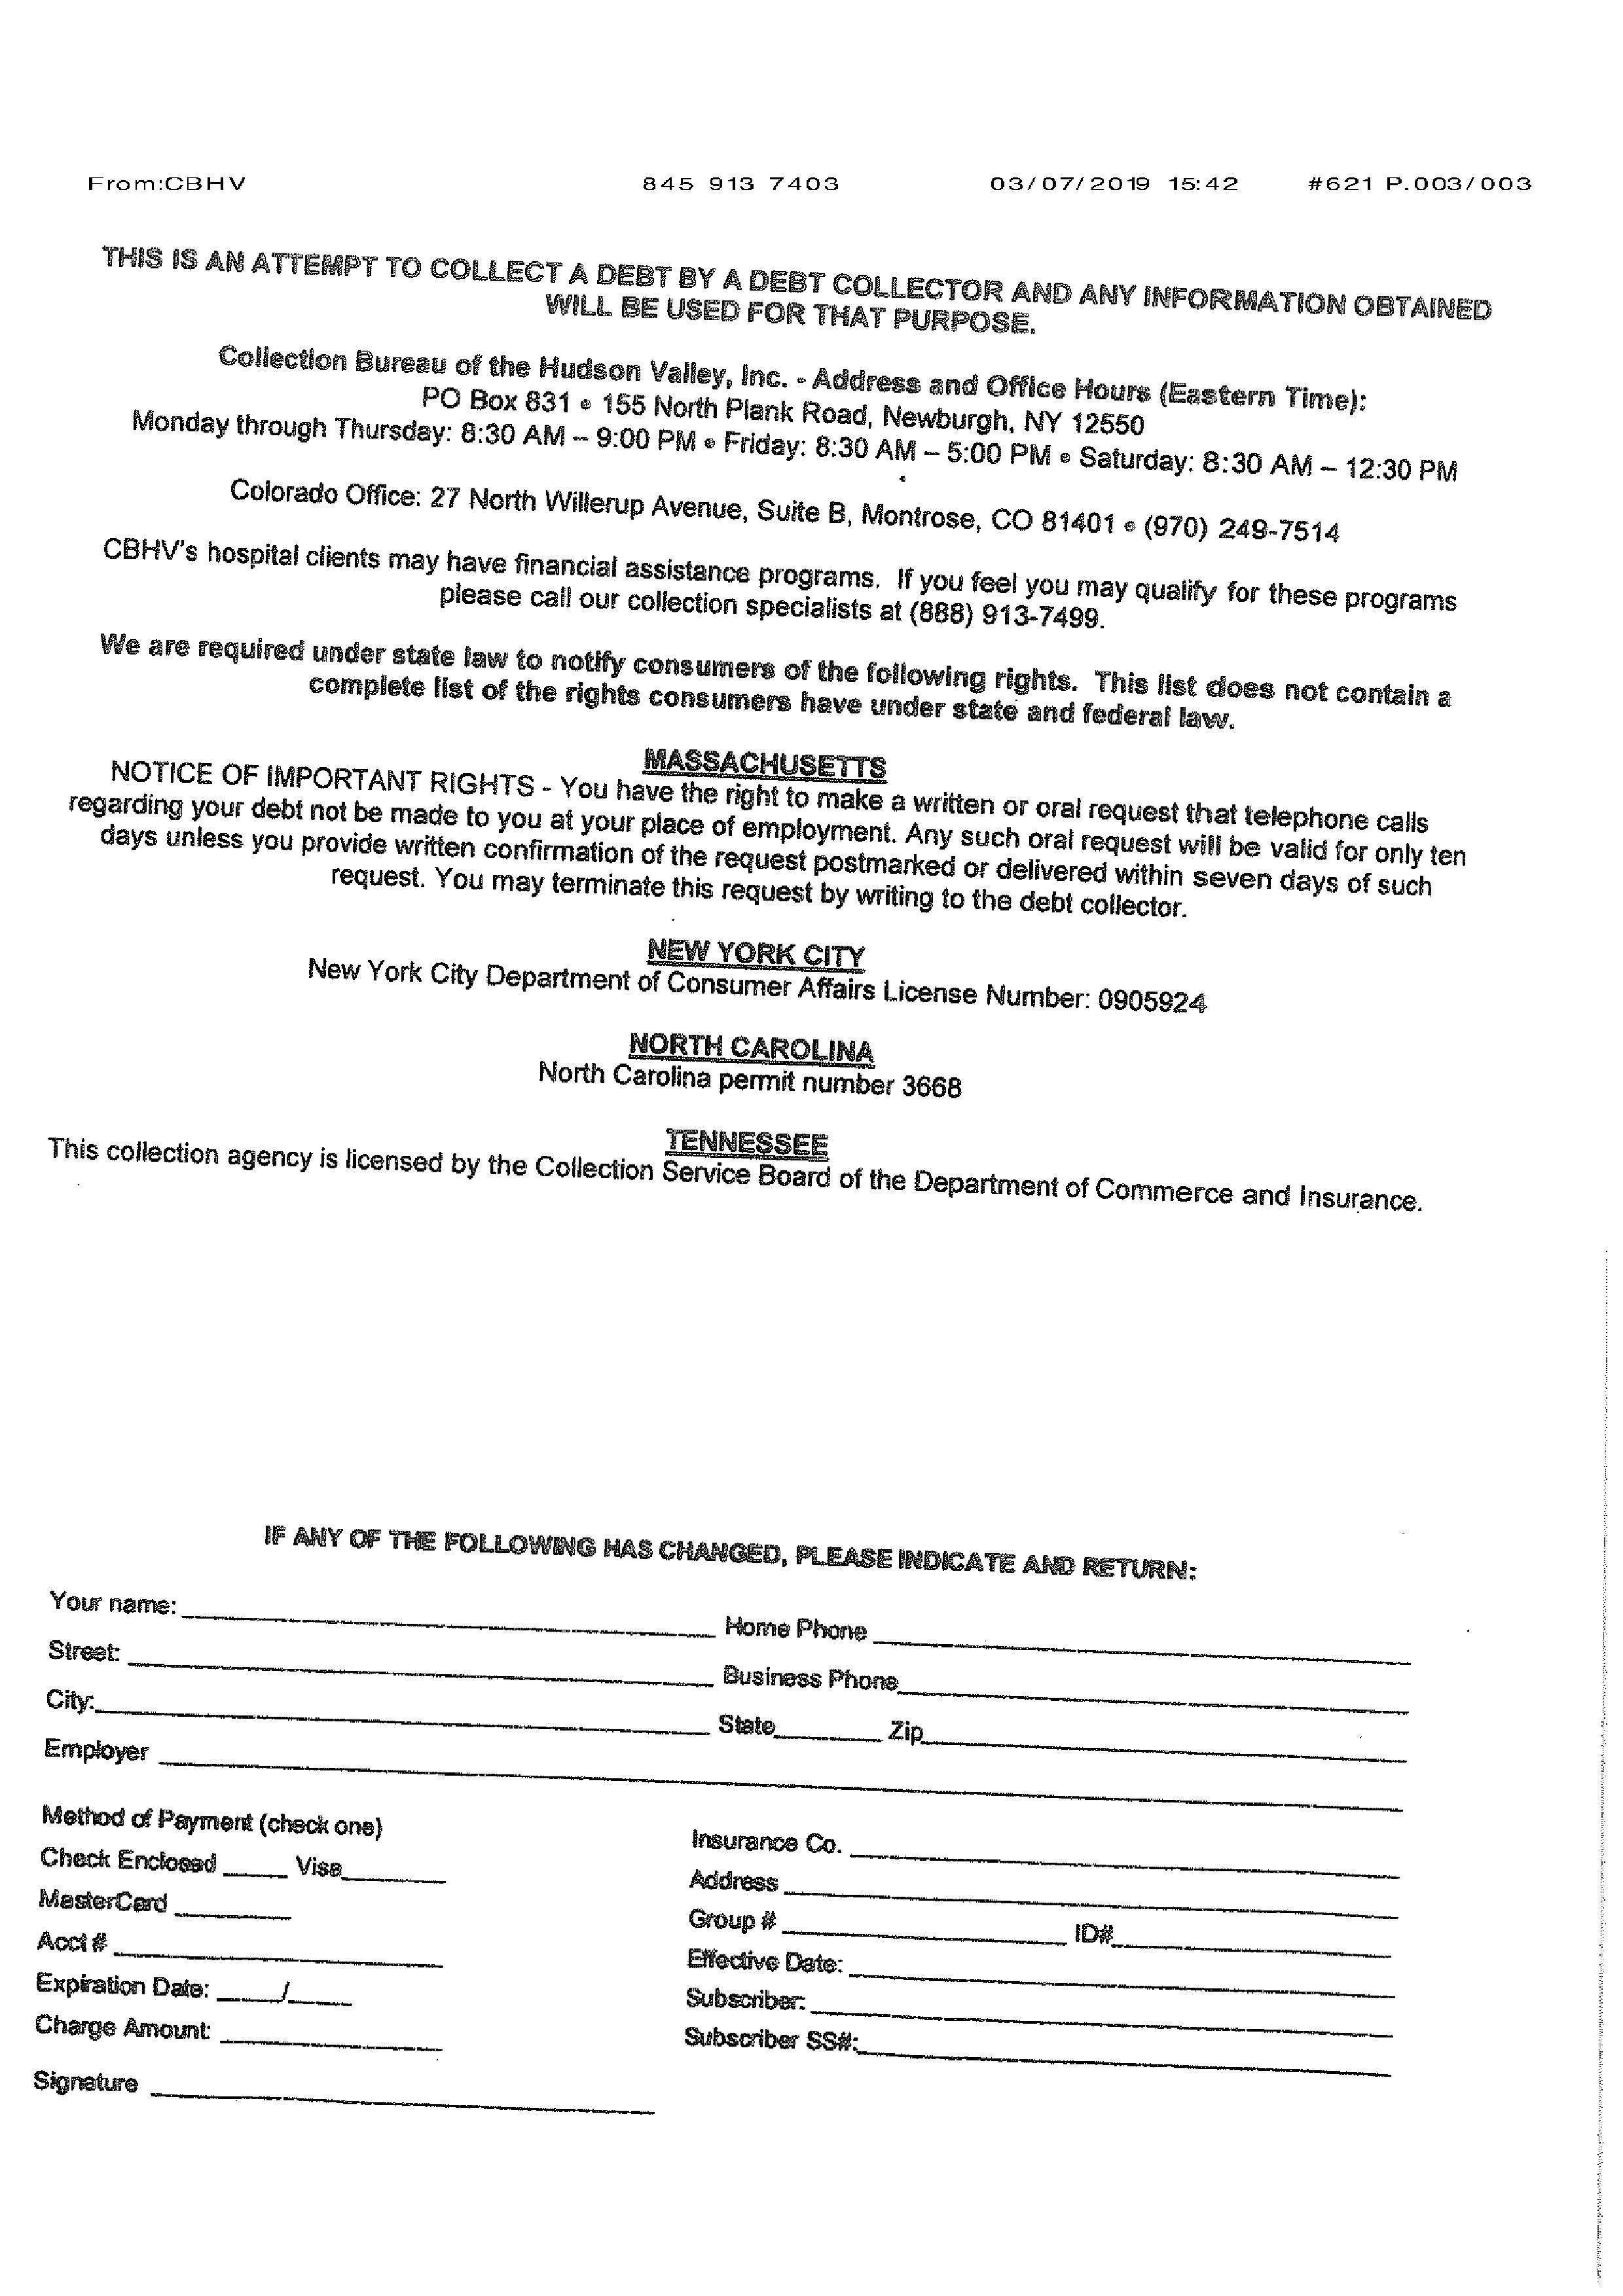 From:CBHV 845 913 7403 03/07/2019 15:42 #621 P.003/003
THIS IS AN ATTEMPT TO COLLECT A DEBT BY A DEBT COLLECTOR AND ANY INFORMATION OBTAINED
WILL BE USED FOR THAT PURPOSE.
Collection Bureau of the Hudson Valley, Inc. - Address and Office Hours (Eastern Time):
PO Box 831 • 155 North Plank Road, Newburgh, NY 12550
Monday through Thursday: 8:30 AM – 9:00 PM • Friday: 8:30 AM – 5:00 PM • Saturday: 8:30 AM – 12:30 PM
Colorado Office: 27 North Willerup Avenue, Suite B, Montrose, CO 81401 • (970) 249-7514
CBHV's hospital clients may have financial assistance programs. If you feel you may qualify for these programs
please call our collection specialists at (888) 913-7499.
We are required under state law to notify consumers of the following rights. This list does not contain a
complete list of the rights consumers have under state and federal law.
MASSACHUSETTS
NOTICE OF IMPORTANT RIGHTS - You have the right to make a written or oral request that telephone calls
regarding your debt not be made to you at your place of employment. Any such oral request will be valid for only ten
days unless you provide written confirmation of the request postmarked or delivered within seven days of such
request. You may terminate this request by writing to the debt collector.
NEW YORK CITY
New York City Department of Consumer Affairs License Number: 0905924
NORTH CAROLINA
North Carolina permit number 3668
TENNESSEE
This collection agency is licensed by the Collection Service Board of the Department of Commerce and Insurance.
IF ANY OF THE FOLLOWING HAS CHANGED, PLEASE INDICATE AND RETURN:
Your name: Home Phone
Street: Business Phone
City: State Zip
Employer
Method of Payment (check one)
Check Enclosed Visa
MasterCard
Acct #
Expiration Date: /
Charge Amount:
Signature
Insurance Co.
Address
Group # ID#
Effective Date:
Subscriber:
Subscriber SS#: